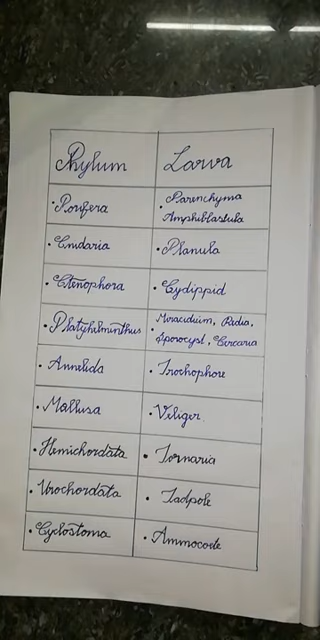 Phylum Larva
• Porifera • Parenchyma
Amphiblastula
• Cnidaria • Planula
• Ctenophora • Cydippid
• Platyhelminthus • Miracidium, Redia,
Sporocyst, Cercaria
• Annelida • Trochophore
• Mollusa • Veliger
• Hemichordata • Tornaria
• Urochordata • Tadpole
• Cyclostoma • Ammocoete